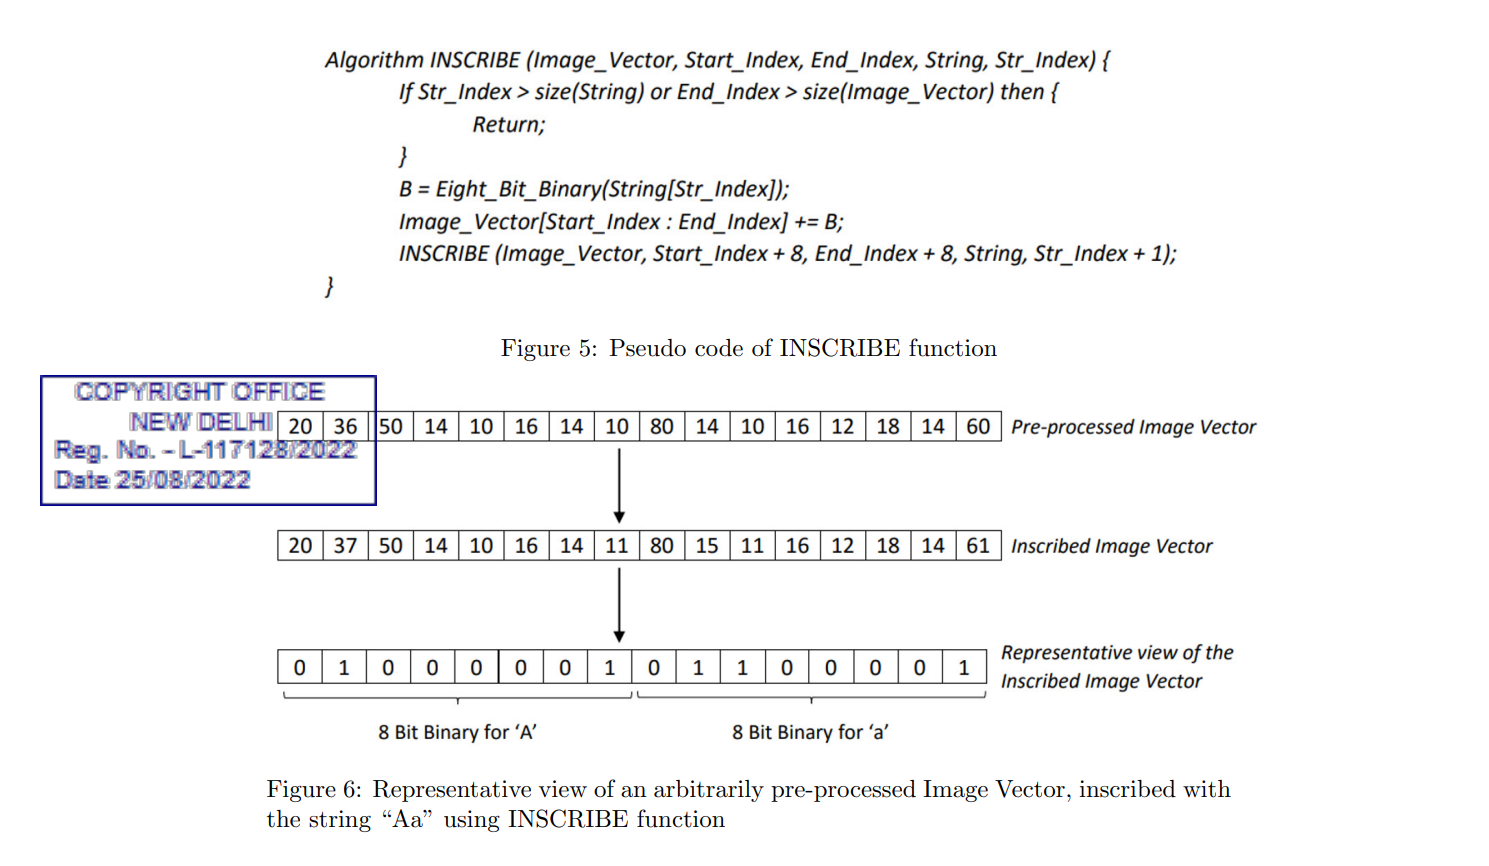 Algorithm INSCRIBE (Image_Vector, Start_Index, End_Index, String, Str_Index) {
If Str_Index > size(String) or End_Index > size(Image_Vector) then {
Return;
}
B = Eight_Bit_Binary(String[Str_Index]);
Image_Vector[Start_Index : End_Index] += B;
INSCRIBE (Image_Vector, Start_Index + 8, End_Index + 8, String, Str_Index + 1);
}
Figure 5: Pseudo code of INSCRIBE function
COPYRIGHT OFFICE
NEW DELHI
Reg. No. - L-117128/2022
Date 25/08/2022
20 36 50 14 10 16 14 10 80 14 10 16 12 18 14 60 Pre-processed Image Vector
20 37 50 14 10 16 14 11 80 15 11 16 12 18 14 61 Inscribed Image Vector
0 1 0 0 0 0 0 1 0 1 1 0 0 0 0 1
Representative view of the
Inscribed Image Vector
8 Bit Binary for ‘A’ 8 Bit Binary for ‘a’
Figure 6: Representative view of an arbitrarily pre-processed Image Vector, inscribed with
the string “Aa” using INSCRIBE function